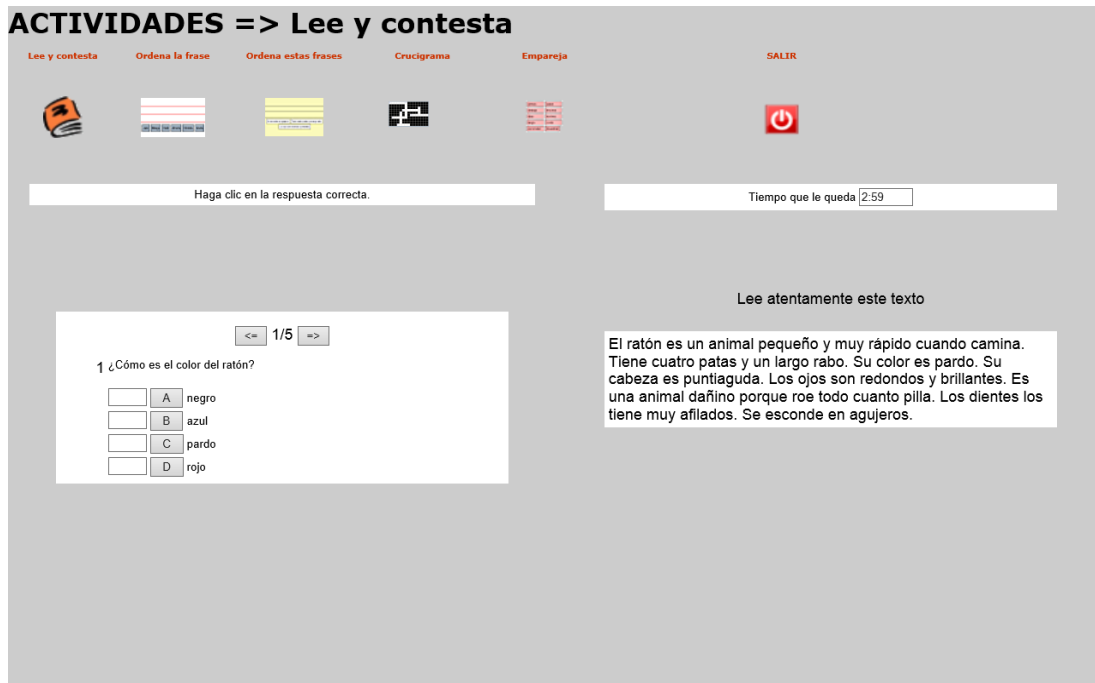 ACTIVIDADES => Lee y contesta
Lee y contesta Ordena la frase Ordena estas frases Crucigrama Empareja SALIR
Haga clic en la respuesta correcta.
Tiempo que le queda 2:59
Lee atentamente este texto
<= 1/5 =>
1 ¿Cómo es el color del ratón?
A negro
B azul
C pardo
D rojo
El ratón es un animal pequeño y muy rápido cuando camina.
Tiene cuatro patas y un largo rabo. Su color es pardo. Su
cabeza es puntiaguda. Los ojos son redondos y brillantes. Es
una animal dañino porque roe todo cuanto pilla. Los dientes los
tiene muy afilados. Se esconde en agujeros.